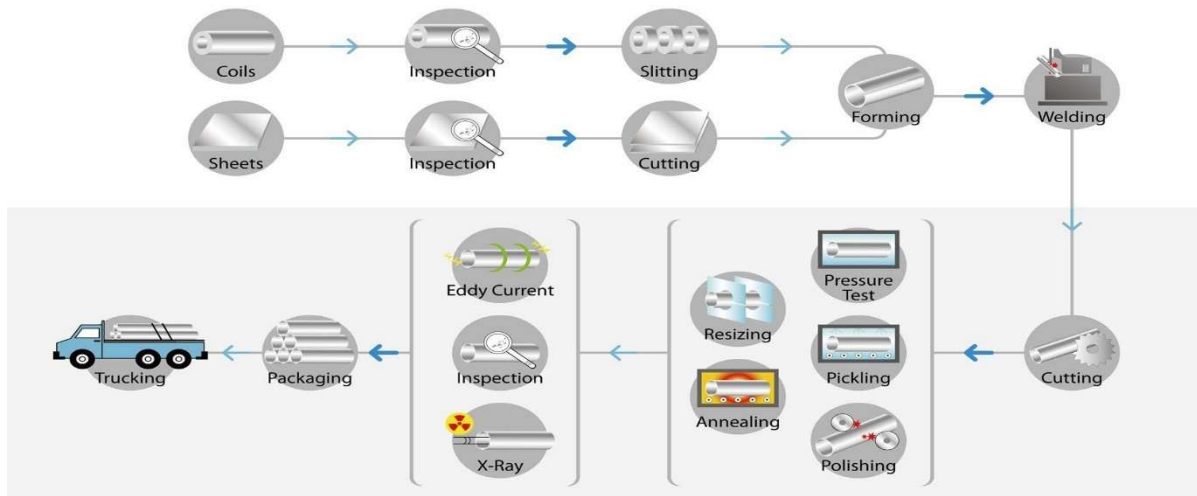 Coils
Inspection
Slitting
Forming
Welding
Sheets
Inspection
Cutting
Eddy Current
Pressure
Test
Resizing
Trucking
Packaging
Inspection
Pickling
Cutting
Annealing
X-Ray
Polishing